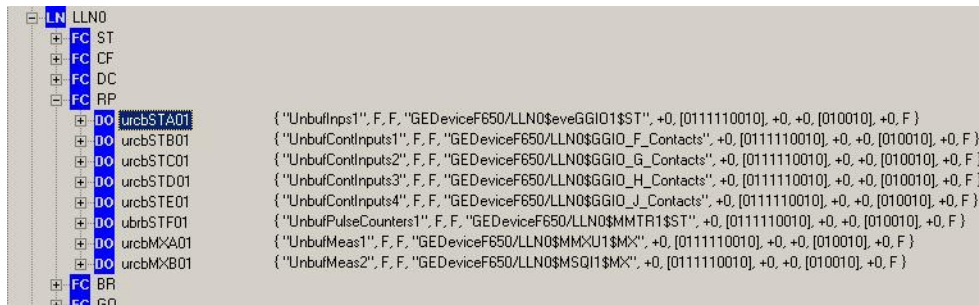 LN LLN0
FC ST
FC CF
FC DC
FC RP
DO urcbSTA01 { "UnbufInps1", F, F, "GEDeviceF650/LLN0$eveGGIO1$ST", +0, [0111110010], +0, +0, [010010], +0, F }
DO urcbSTB01 { "UnbufContInputs1", F, F, "GEDeviceF650/LLN0$GGIO_F_Contacts", +0, [0111110010], +0, +0, [010010], +0, F }
DO urcbSTC01 { "UnbufContInputs2", F, F, "GEDeviceF650/LLN0$GGIO_G_Contacts", +0, [0111110010], +0, +0, [010010], +0, F }
DO urcbSTD01 { "UnbufContInputs3", F, F, "GEDeviceF650/LLN0$GGIO_H_Contacts", +0, [0111110010], +0, +0, [010010], +0, F }
DO urcbSTE01 { "UnbufContInputs4", F, F, "GEDeviceF650/LLN0$GGIO_J_Contacts", +0, [0111110010], +0, +0, [010010], +0, F }
DO ubrbSTF01 { "UnbufPulseCounters1", F, F, "GEDeviceF650/LLN0$MMTR1$ST", +0, [0111110010], +0, +0, [010010], +0, F }
DO urcbMXA01 { "UnbufMeas1", F, F, "GEDeviceF650/LLN0$MMXU1$MX", +0, [0111110010], +0, +0, [010010], +0, F }
DO urcbMXB01 { "UnbufMeas2", F, F, "GEDeviceF650/LLN0$MSQI1$MX", +0, [0111110010], +0, +0, [010010], +0, F }
FC BR
FC GO